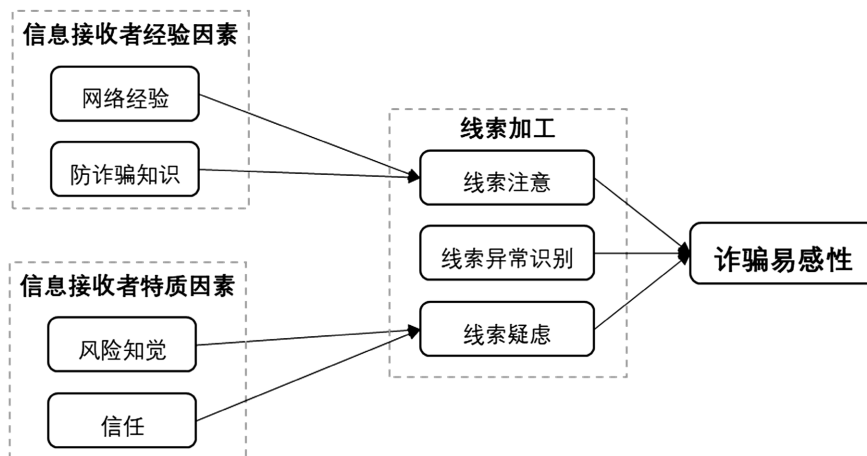 信息接收者经验因素
网络经验
防诈骗知识
信息接收者特质因素
风险知觉
信任
线索加工
线索注意
线索异常识别
线索疑虑
诈骗易感性